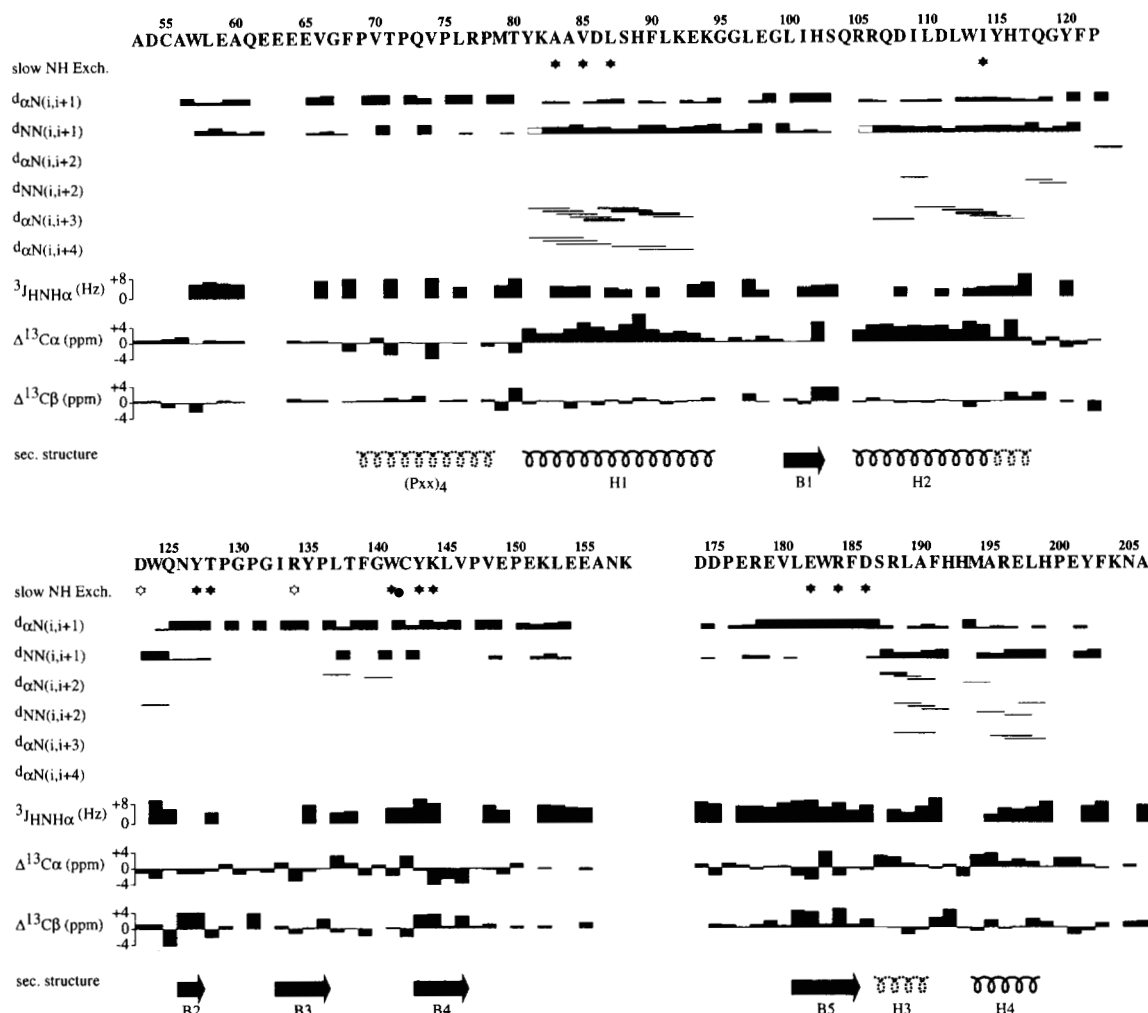 55 60 65 70 75 80 85 90 95 100 105 110 115 120
ADCAWLEAQEEEEVGFPVTPQVPLRPMTYKAAVDLSHFLKEKGGLEGLIHSQRRQDILDLWIYHTQGYFP
slow NH Exch.
dαN(i,i+1)
dNN(i,i+1)
dαN(i,i+2)
dNN(i,i+2)
dαN(i,i+3)
dαN(i,i+4)
3JHNHα (Hz) +8 0
Δ13Cα (ppm) +4 -4
Δ13Cβ (ppm) +4 -4
sec. structure
(Pxx)4 H1 B1 H2
125 130 135 140 145 150 155 175 180 185 190 195 200 205
DWQNYTPGPGIRYPLTFGWCYKLVPVEPEKLEEANK DDPEREVLEWRFDSRLAFHHMARELHPEYFKNA
slow NH Exch.
dαN(i,i+1)
dNN(i,i+1)
dαN(i,i+2)
dNN(i,i+2)
dαN(i,i+3)
dαN(i,i+4)
3JHNHα (Hz) +8 0
Δ13Cα (ppm) +4 -4
Δ13Cβ (ppm) +4 -4
sec. structure
B2 B3 B4 B5 H3 H4